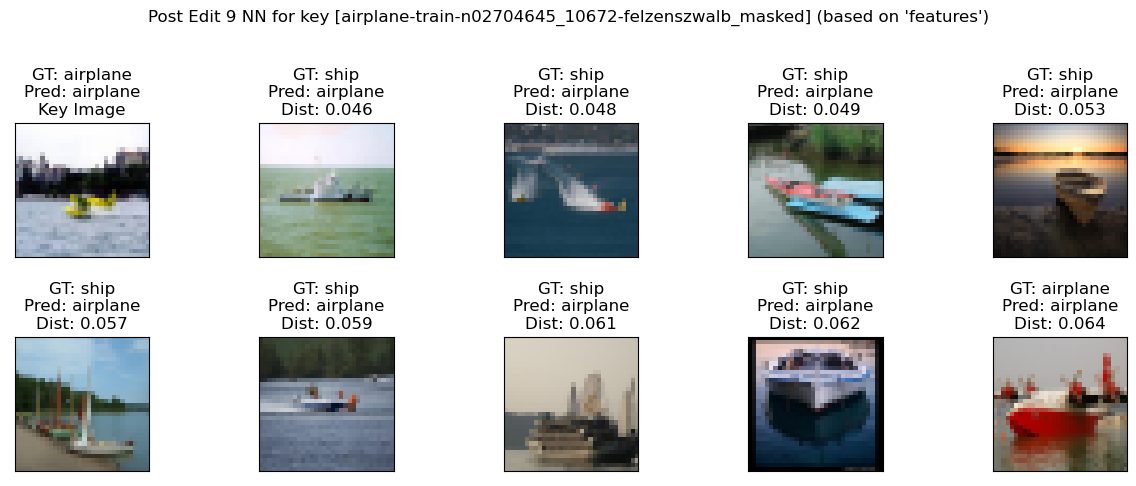 Post Edit 9 NN for key [airplane-train-n02704645_10672-felzenszwalb_masked] (based on 'features')
GT: airplane
Pred: airplane
Key Image
GT: ship
Pred: airplane
Dist: 0.046
GT: ship
Pred: airplane
Dist: 0.048
GT: ship
Pred: airplane
Dist: 0.049
GT: ship
Pred: airplane
Dist: 0.053
GT: ship
Pred: airplane
Dist: 0.057
GT: ship
Pred: airplane
Dist: 0.059
GT: ship
Pred: airplane
Dist: 0.061
GT: ship
Pred: airplane
Dist: 0.062
GT: airplane
Pred: airplane
Dist: 0.064